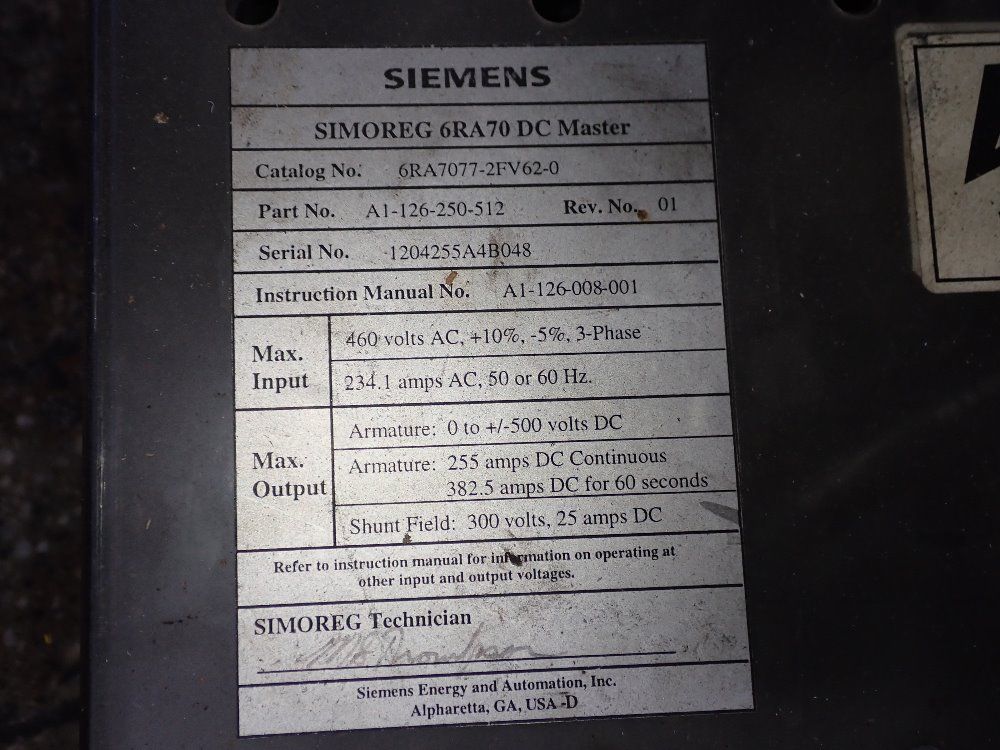 SIEMENS
SIMOREG 6RA70 DC Master
Catalog No. 6RA7077-2FV62-0
Part No. A1-126-250-512 Rev. No. 01
Serial No. 1204255A4B048
Instruction Manual No. A1-126-008-001
Max. Input
460 volts AC, +10%, -5%, 3-Phase
234.1 amps AC, 50 or 60 Hz.
Max. Output
Armature: 0 to +/-500 volts DC
Armature: 255 amps DC Continuous
382.5 amps DC for 60 seconds
Shunt Field: 300 volts, 25 amps DC
Refer to instruction manual for information on operating at
other input and output voltages.
SIMOREG Technician
Siemens Energy and Automation, Inc.
Alpharetta, GA, USA -D